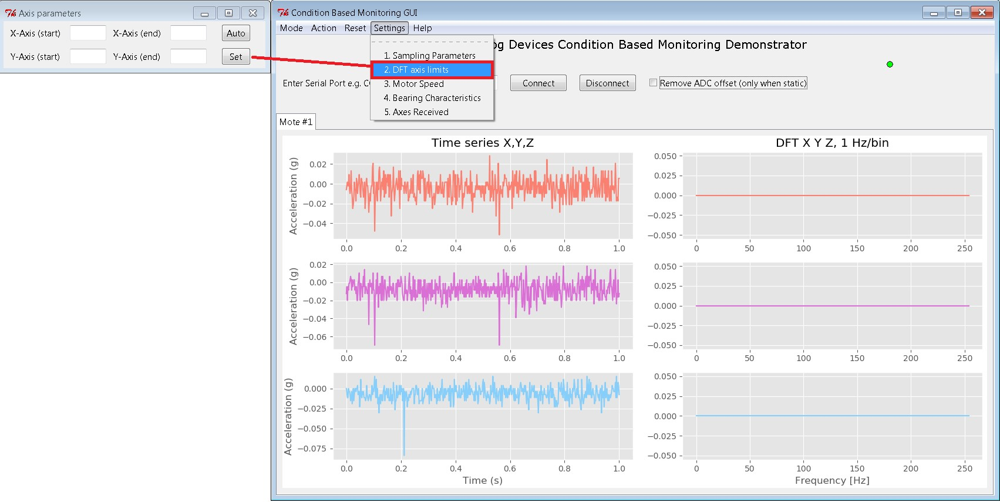 Axis parameters
X-Axis (start) X-Axis (end) Auto
Y-Axis (start) Y-Axis (end) Set
Condition Based Monitoring GUI
Mode Action Reset Settings Help
Devices Condition Based Monitoring Demonstrator
1. Sampling Parameters
2. DFT axis limits
3. Motor Speed
4. Bearing Characteristics
5. Axes Received
Enter Serial Port e.g. Connect Disconnect Remove ADC offset (only when static)
Mote #1
Time series X,Y,Z
Acceleration (g)
0.02
0.00
−0.02
−0.04
0.0 0.2 0.4 0.6 0.8 1.0
DFT X Y Z, 1 Hz/bin
0.050
0.025
0.000
−0.025
−0.050
0 50 100 150 200 250
Acceleration (g)
0.02
0.00
−0.02
−0.04
−0.06
0.0 0.2 0.4 0.6 0.8 1.0
0.050
0.025
0.000
−0.025
−0.050
0 50 100 150 200 250
Acceleration (g)
0.000
−0.025
−0.050
−0.075
0.0 0.2 0.4 0.6 0.8 1.0
Time (s)
0.050
0.025
0.000
−0.025
−0.050
0 50 100 150 200 250
Frequency [Hz]